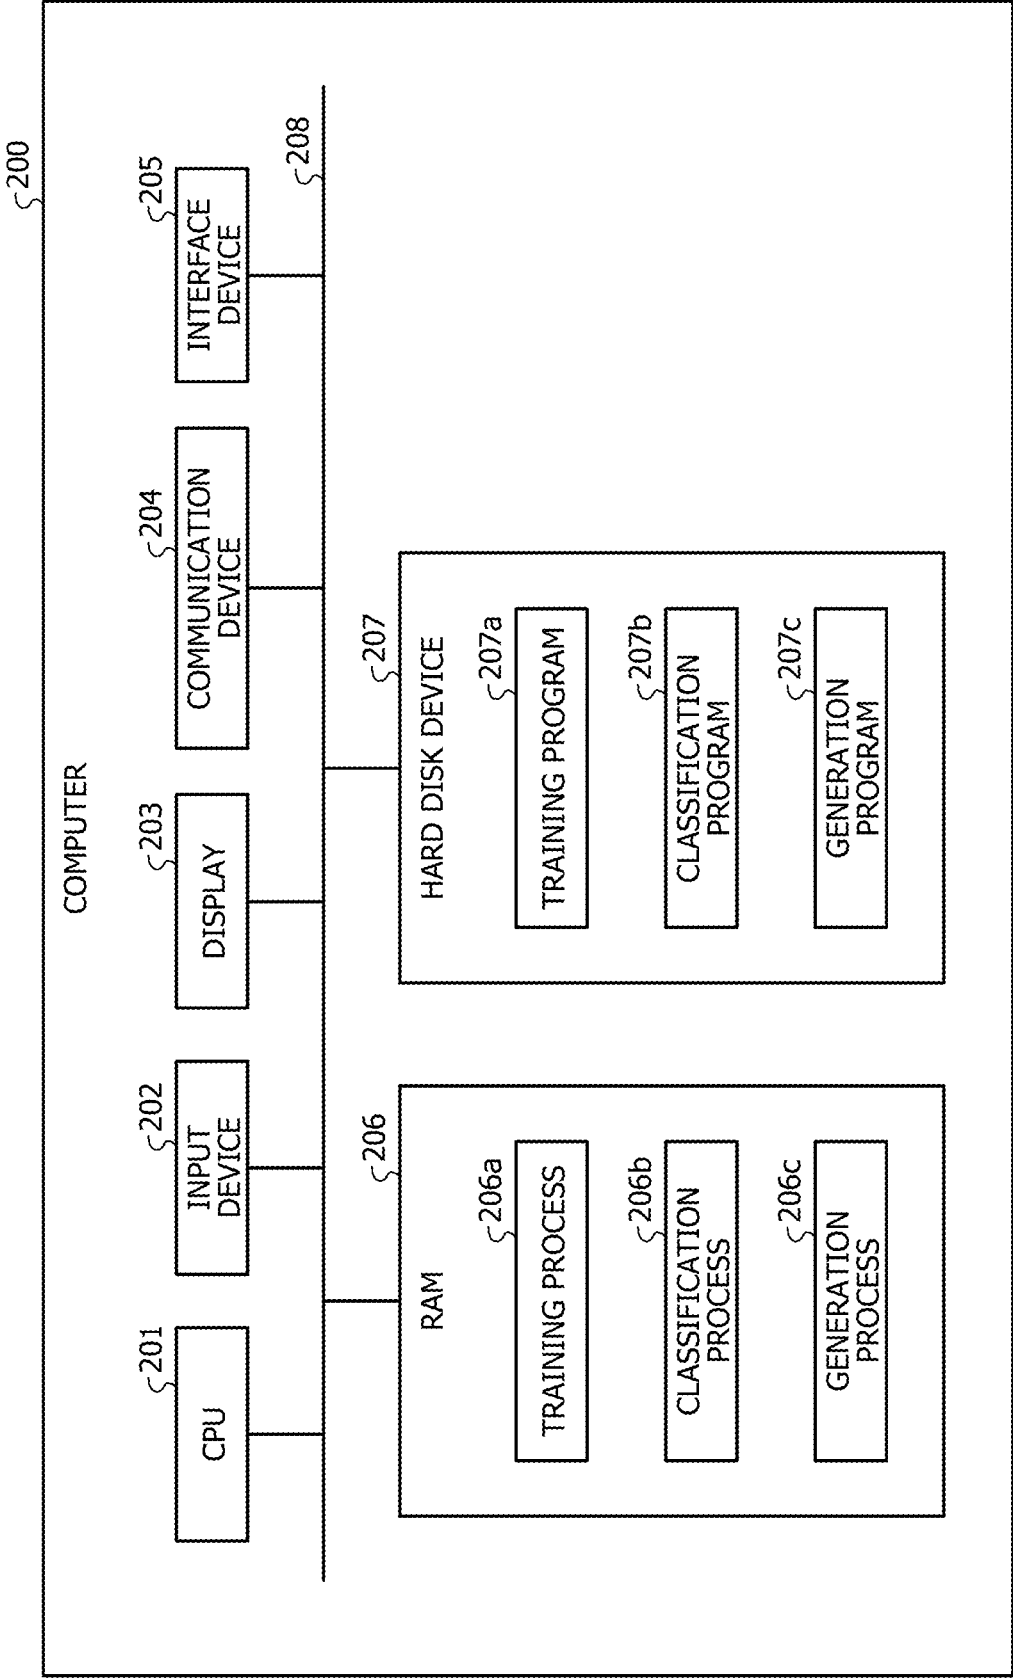 200
COMPUTER
201
CPU
202
INPUT
DEVICE
203
DISPLAY
204
COMMUNICATION
DEVICE
205
INTERFACE
DEVICE
208
206
RAM
206a
TRAINING PROCESS
206b
CLASSIFICATION
PROCESS
206c
GENERATION
PROCESS
207
HARD DISK DEVICE
207a
TRAINING PROGRAM
207b
CLASSIFICATION
PROGRAM
207c
GENERATION
PROGRAM